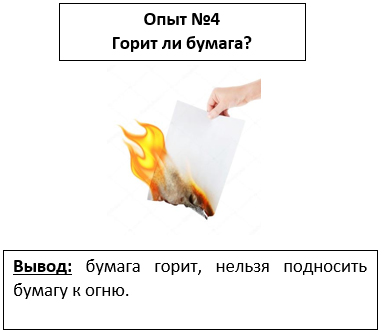 Опыт №4
Горит ли бумага?
Вывод: бумага горит, нельзя подносить
бумагу к огню.